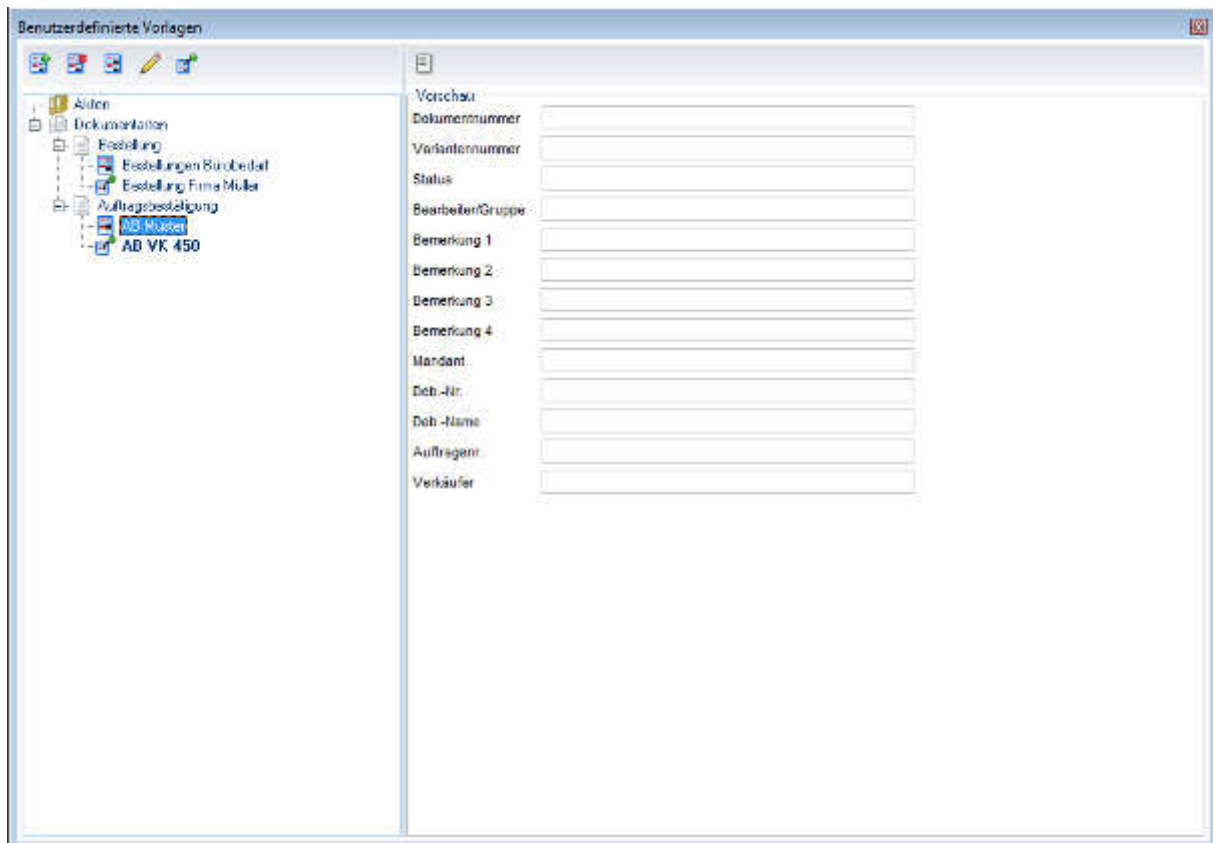 Benutzerdefinierte Vorlagen
Akten
Dokumentarten
Bestellung
Bestellungen Bürobedarf
Bestellung Firma Müller
Auftragsbestätigung
AB Muster
AB VK 450
Vorschau
Dokumentnummer
Variantennummer
Status
Bearbeiter/Gruppe
Bemerkung 1
Bemerkung 2
Bemerkung 3
Bemerkung 4
Mandant
Deb.-Nr.
Deb.-Name
Auftragsnr.
Verkäufer